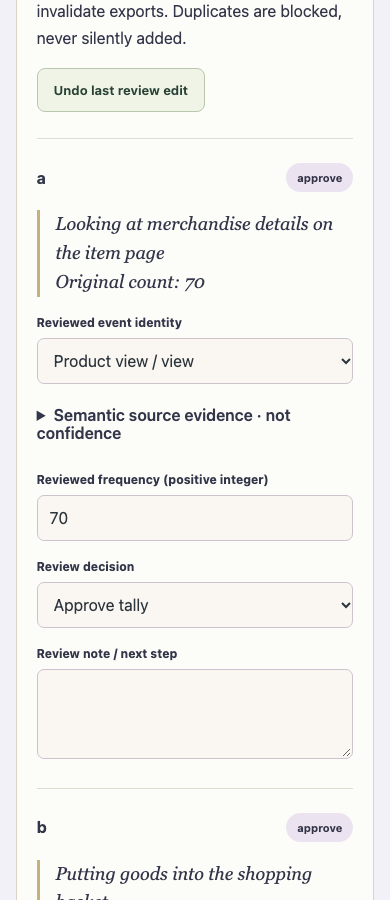 invalidate exports. Duplicates are blocked,
never silently added.
Undo last review edit
a
approve
Looking at merchandise details on
the item page
Original count: 70
Reviewed event identity
Product view / view
Semantic source evidence · not
confidence
Reviewed frequency (positive integer)
70
Review decision
Approve tally
Review note / next step
b
approve
Putting goods into the shopping
basket